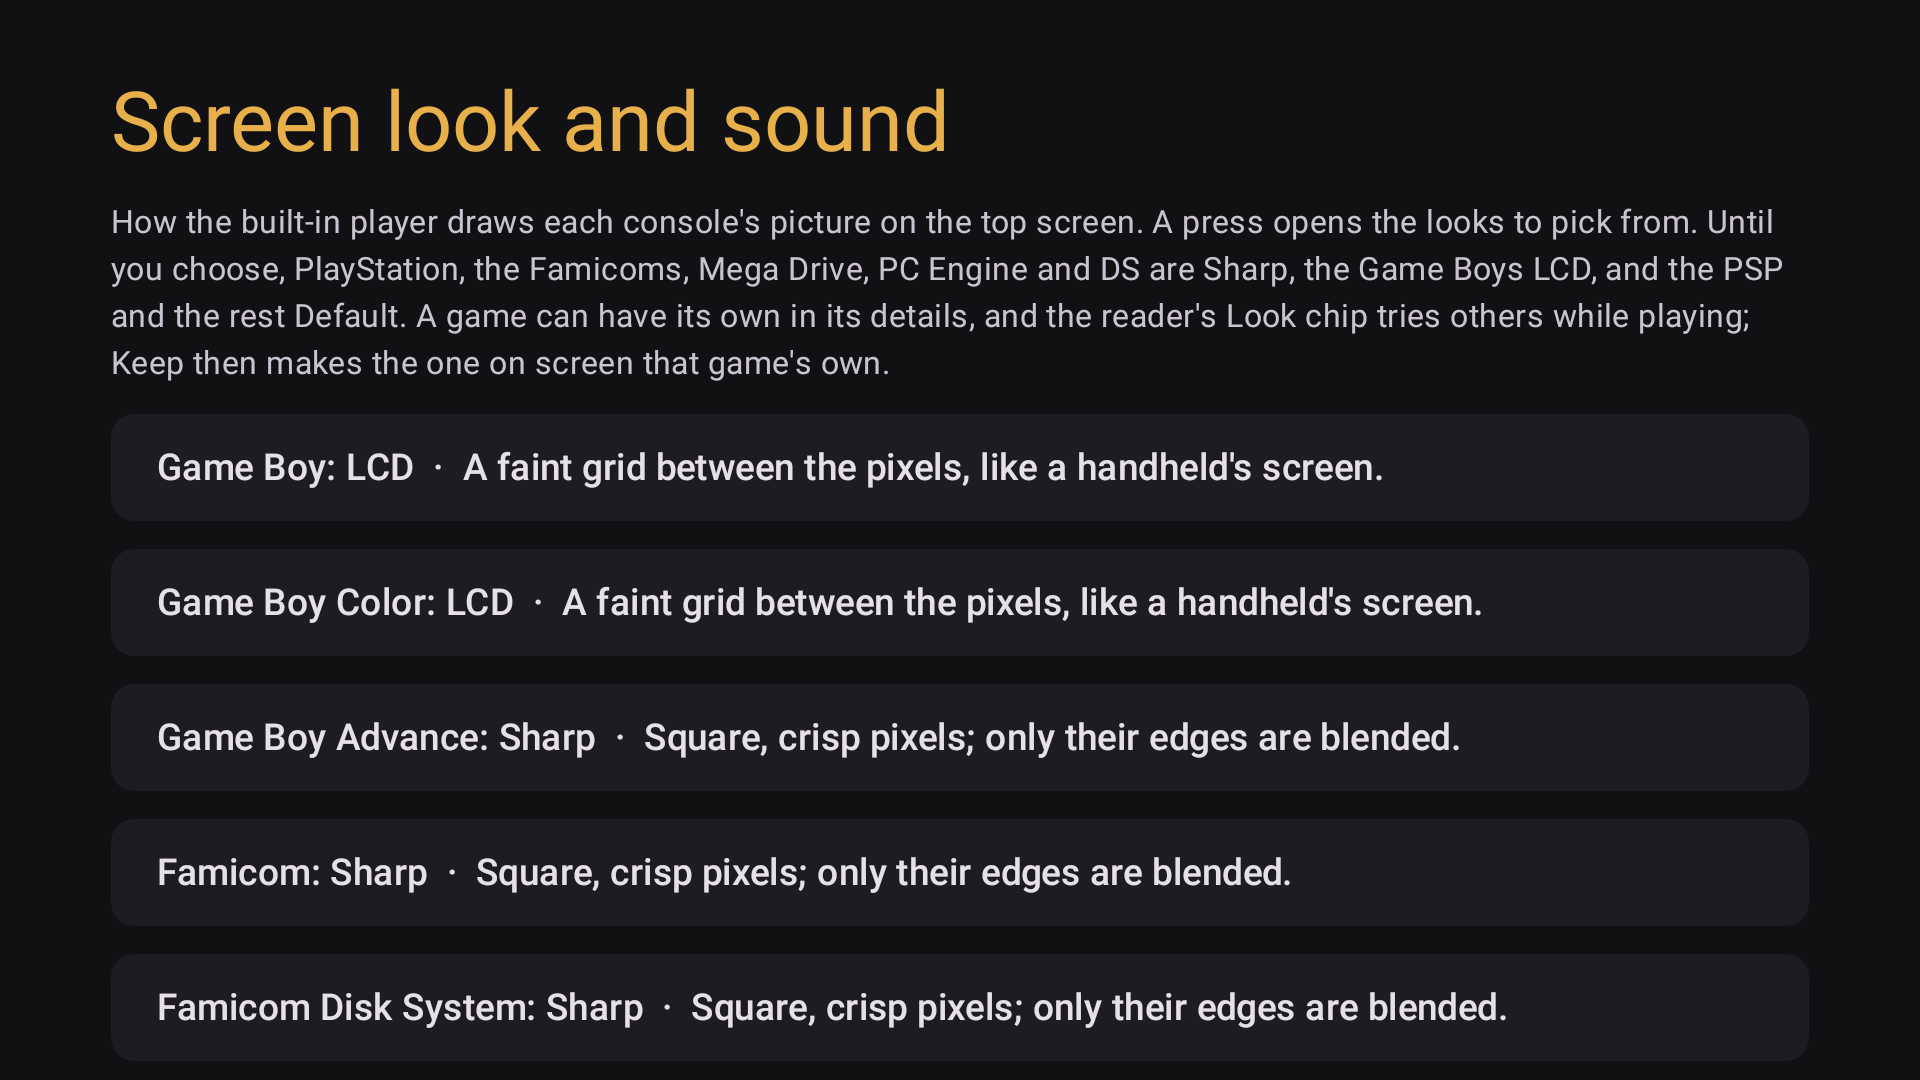 Screen look and sound
How the built-in player draws each console's picture on the top screen. A press opens the looks to pick from. Until
you choose, PlayStation, the Famicoms, Mega Drive, PC Engine and DS are Sharp, the Game Boys LCD, and the PSP
and the rest Default. A game can have its own in its details, and the reader's Look chip tries others while playing;
Keep then makes the one on screen that game's own.
Game Boy: LCD · A faint grid between the pixels, like a handheld's screen.
Game Boy Color: LCD · A faint grid between the pixels, like a handheld's screen.
Game Boy Advance: Sharp · Square, crisp pixels; only their edges are blended.
Famicom: Sharp · Square, crisp pixels; only their edges are blended.
Famicom Disk System: Sharp · Square, crisp pixels; only their edges are blended.